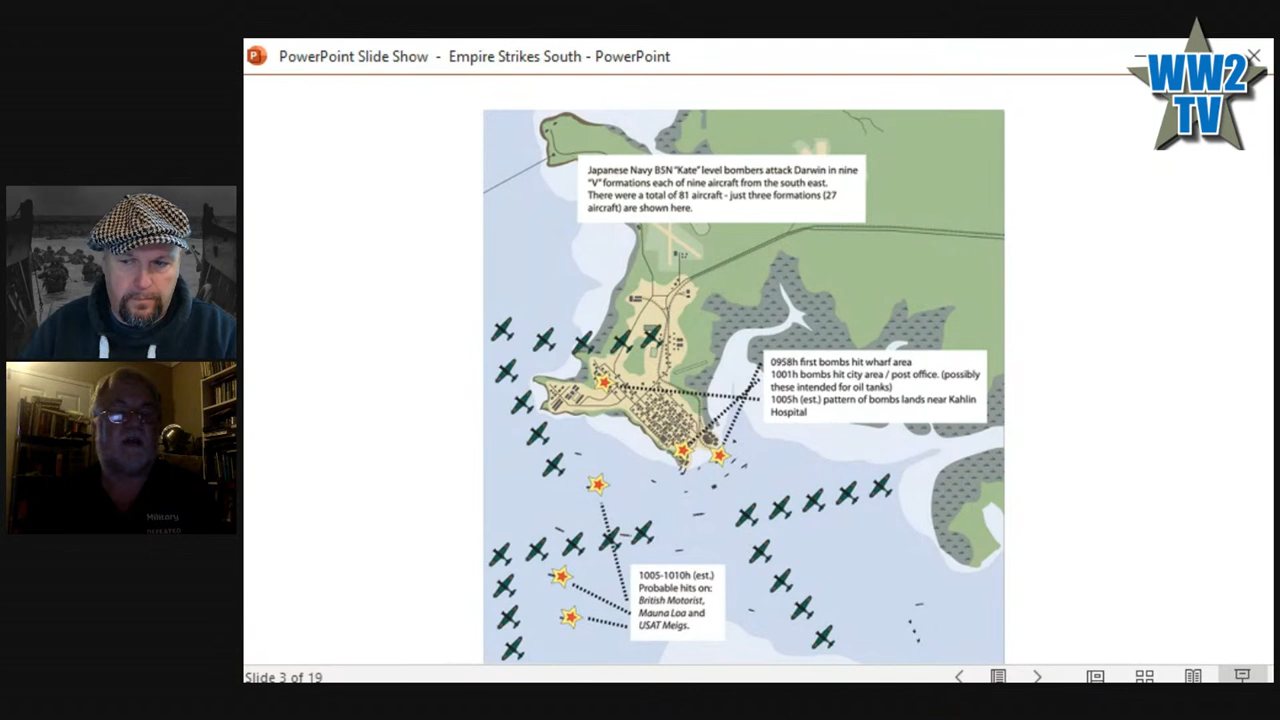 PowerPoint Slide Show - Empire Strikes South - PowerPoint
WW2
TV
Japanese Navy B5N "Kate" level bombers attack Darwin in nine
"V" formations each of nine aircraft from the south east.
There were a total of 81 aircraft - just three formations (27
aircraft) are shown here.
0958h first bombs hit wharf area
1001h bombs hit city area / post office. (possibly
these intended for oil tanks)
1005h (est.) pattern of bombs lands near Kahlin
Hospital
1005-1010h (est.)
Probable hits on:
British Motorist,
Mauna Loa and
USAT Meigs.
Military
Slide 3 of 19